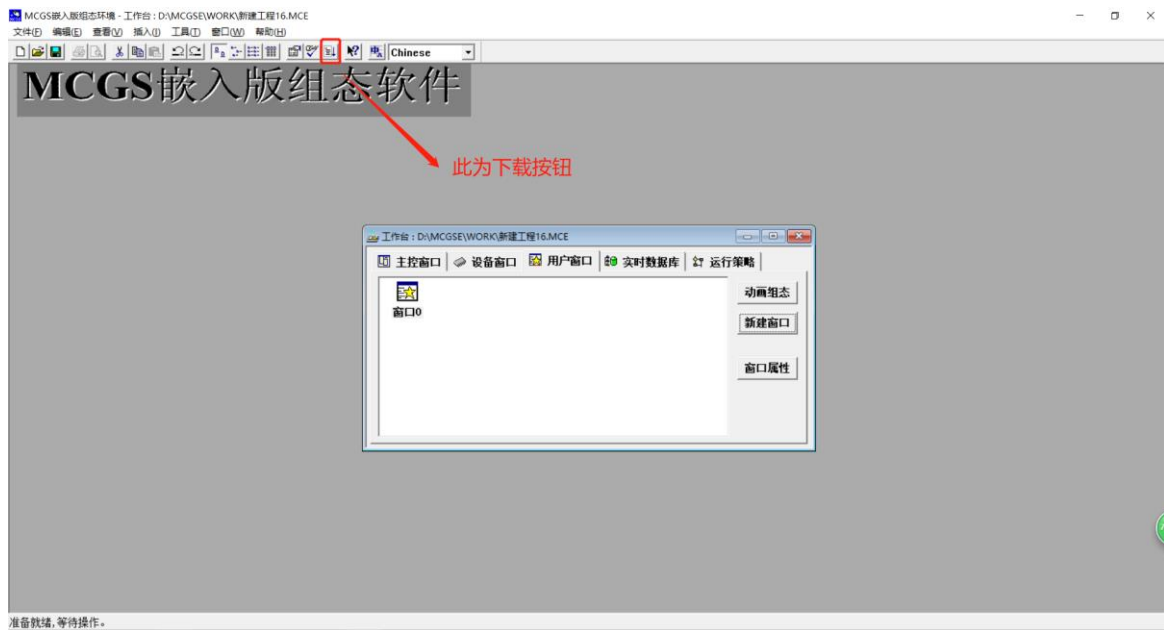 MCGS嵌入版组态环境 - 工作台 : D:\MCGSE\WORK\新建工程16.MCE
文件(F) 编辑(E) 查看(V) 插入(I) 工具(T) 窗口(W) 帮助(H)
Chinese
MCGS嵌入版组态软件
此为下载按钮
工作台 : D:\MCGSE\WORK\新建工程16.MCE
主控窗口 设备窗口 用户窗口 实时数据库 运行策略
窗口0
动画组态
新建窗口
窗口属性
准备就绪,等待操作。